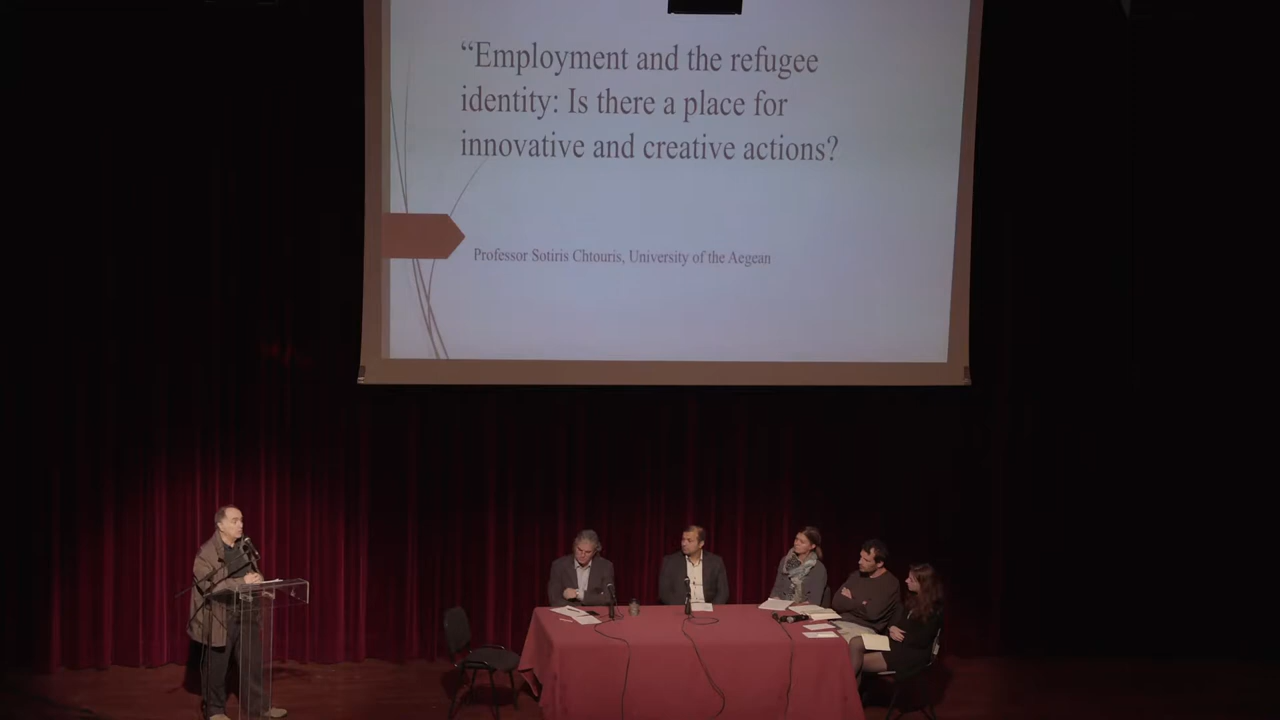 “Employment and the refugee
identity: Is there a place for
innovative and creative actions?
Professor Sotiris Chtouris, University of the Aegean